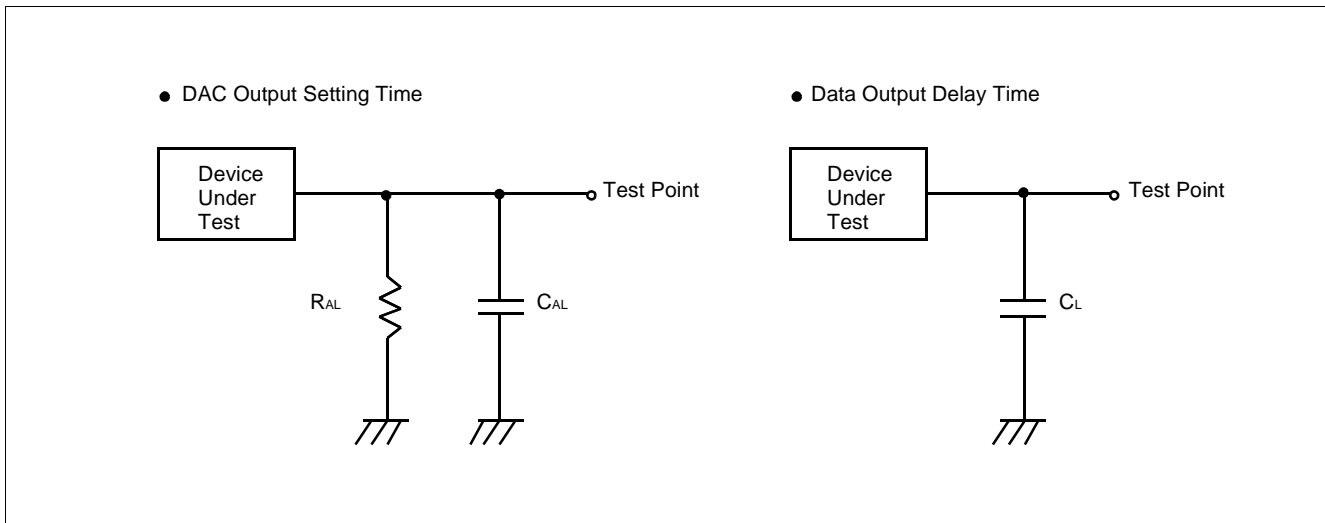 ● DAC Output Setting Time
Device
Under
Test
Test Point
RAL
CAL
● Data Output Delay Time
Device
Under
Test
Test Point
CL